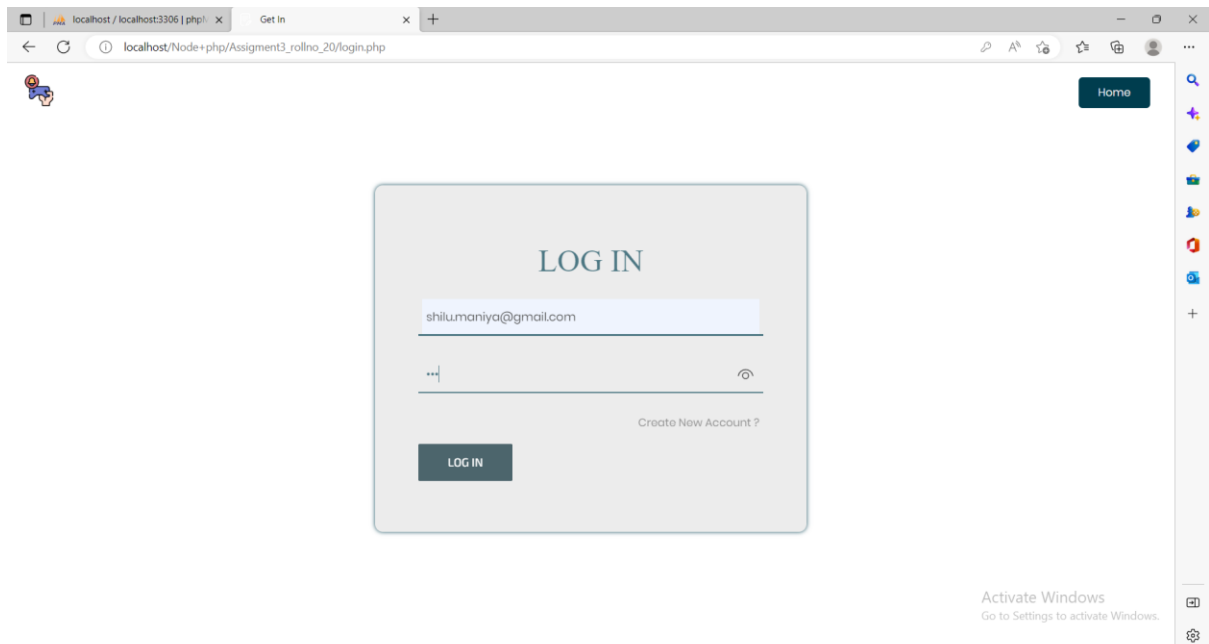 localhost / localhost:3306 | php
Get In
localhost/Node+php/Assigment3_rollno_20/login.php
Home
LOG IN
shilu.maniya@gmail.com
•••
Create New Account ?
LOG IN
Activate Windows
Go to Settings to activate Windows.